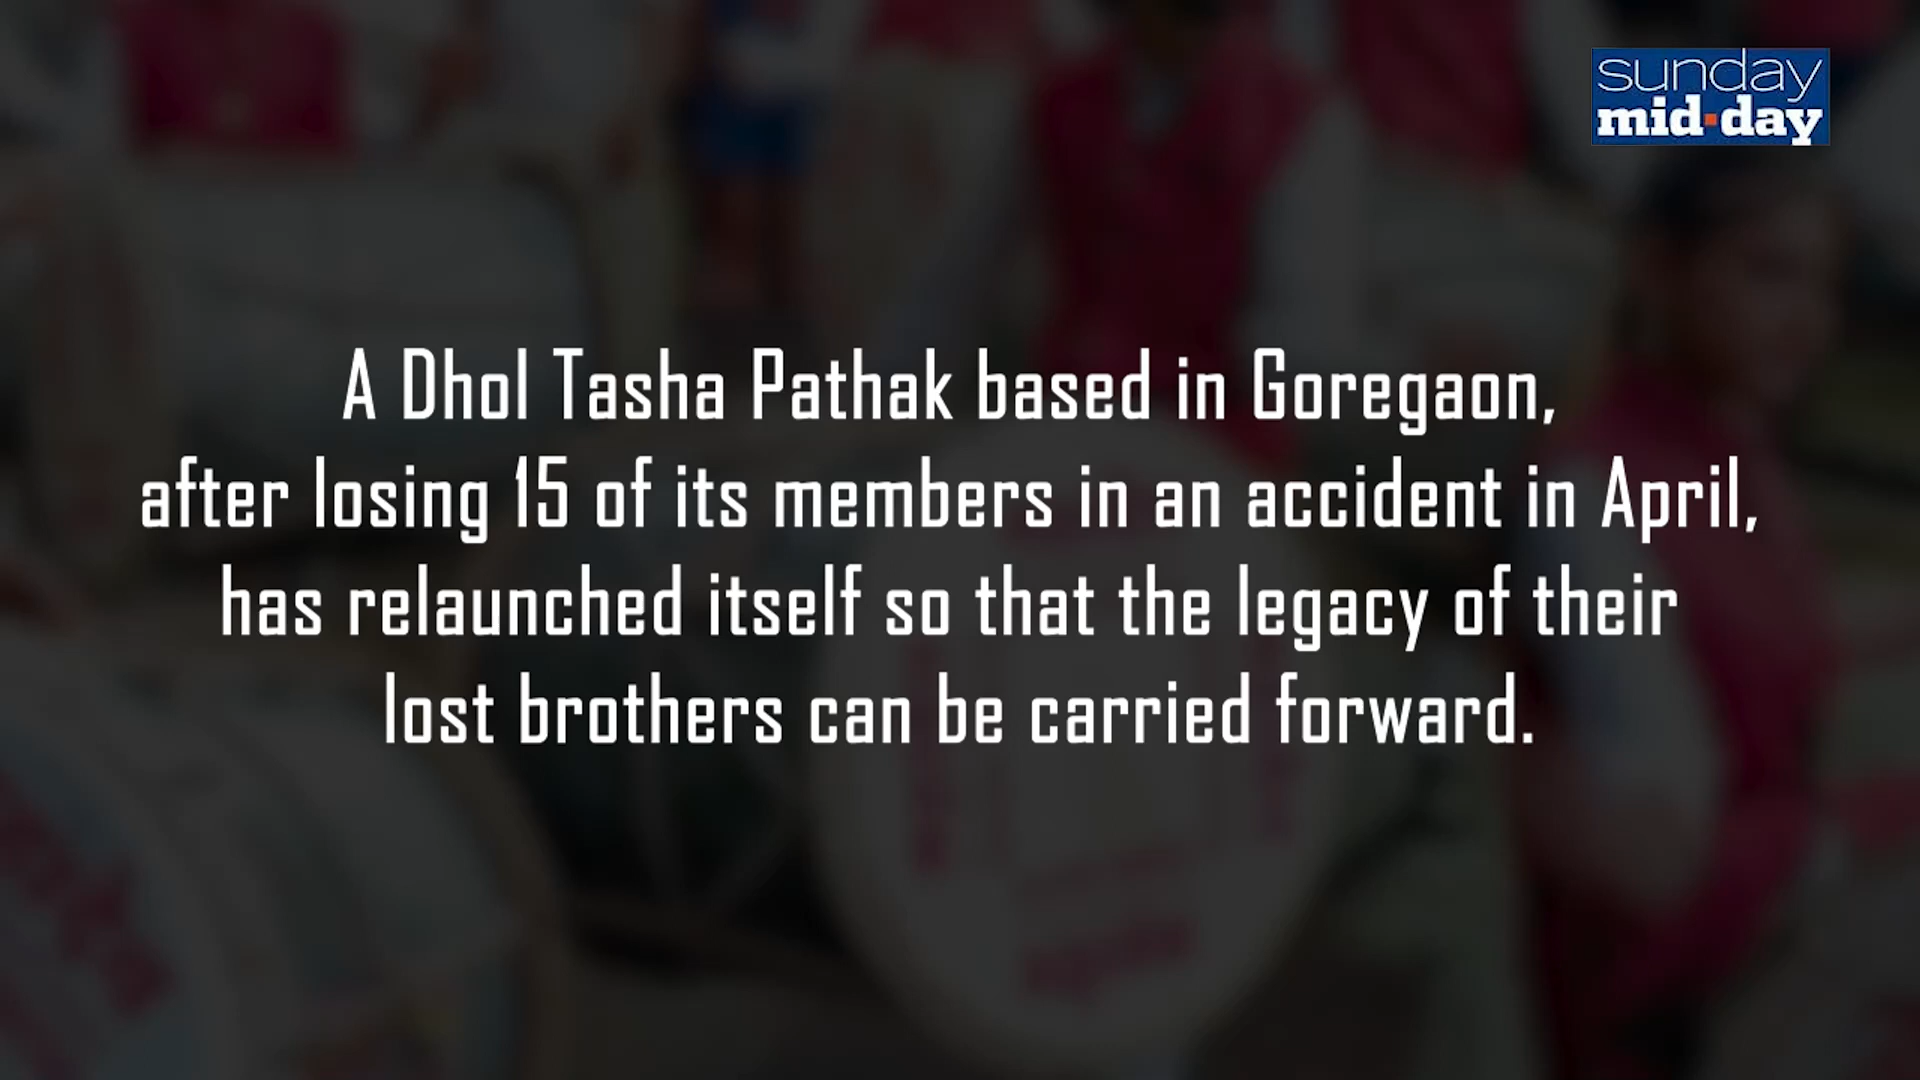 sunday
mid-day
A Dhol Tasha Pathak based in Goregaon,
after losing 15 of its members in an accident in April,
has relaunched itself so that the legacy of their
lost brothers can be carried forward.